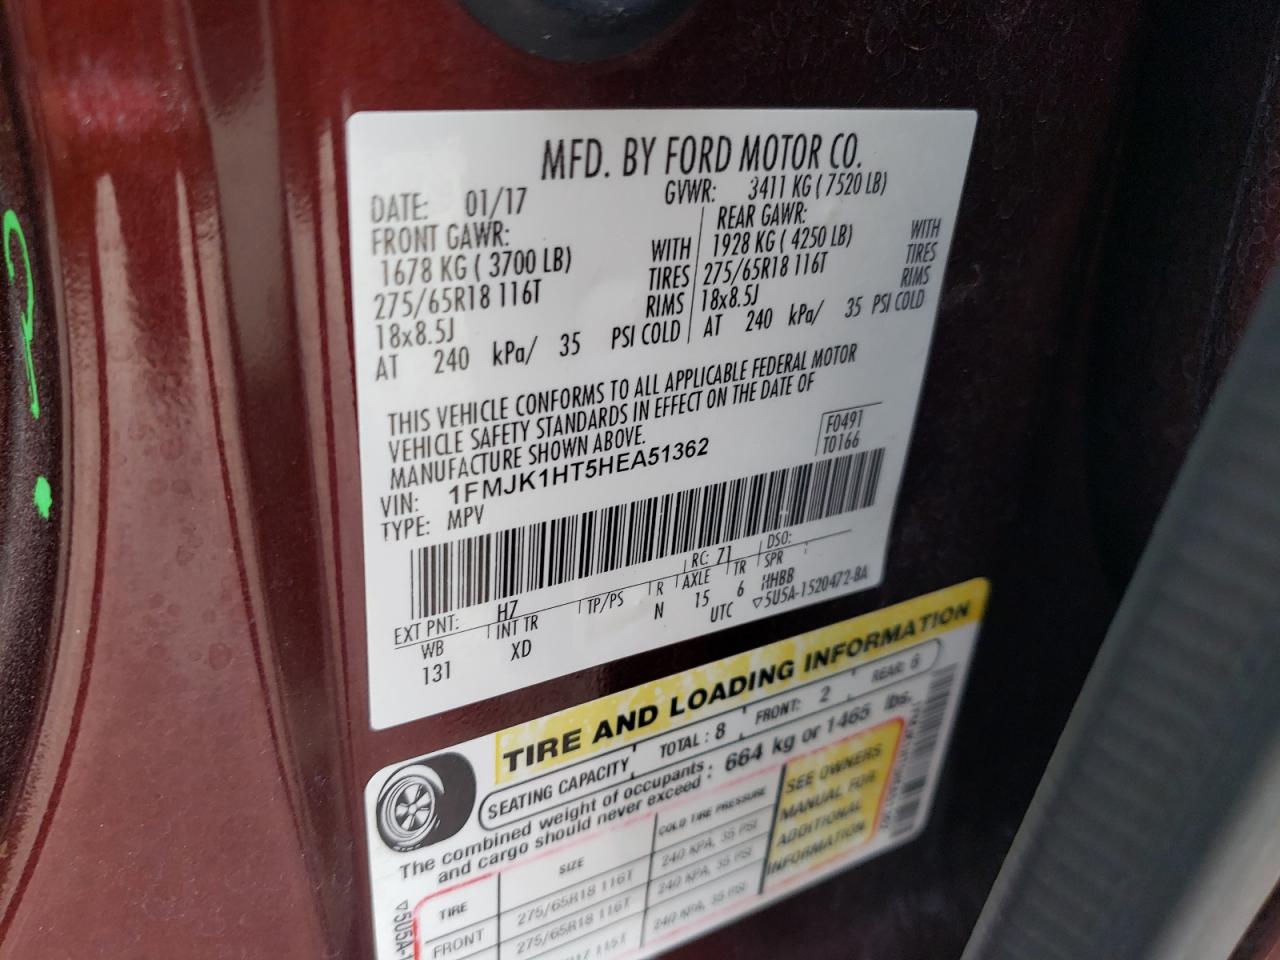 MFD. BY FORD MOTOR CO.
DATE: 01/17 GVWR: 3411 KG ( 7520 LB)
FRONT GAWR: REAR GAWR:
1678 KG ( 3700 LB) WITH 1928 KG ( 4250 LB) WITH
275/65R18 116T TIRES 275/65R18 116T TIRES
18x8.5J RIMS 18x8.5J RIMS
AT 240 kPa/ 35 PSI COLD AT 240 kPa/ 35 PSI COLD
THIS VEHICLE CONFORMS TO ALL APPLICABLE FEDERAL MOTOR
VEHICLE SAFETY STANDARDS IN EFFECT ON THE DATE OF
MANUFACTURE SHOWN ABOVE.
F0491
T0166
VIN: 1FMJK1HT5HEA51362
TYPE: MPV
EXT PNT: HZ RC: 71 DSO:
WB INT TR TP/PS R AXLE TR SPR
131 XD N 15 6 HHBB
UTC ▽5U5A-1520472-BA
TIRE AND LOADING INFORMATION
SEATING CAPACITY TOTAL : 8 FRONT: 2 REAR: 6
The combined weight of occupants
and cargo should never exceed : 664 kg or 1465 lbs.
TIRE SIZE COLD TIRE PRESSURE
FRONT 275/65R18 116T 240 KPA, 35 PSI
275/65R18 116T 240 KPA, 35 PSI
240 KPA, 35 PSI
SEE OWNERS
MANUAL FOR
ADDITIONAL
INFORMATION
▽5U5A-